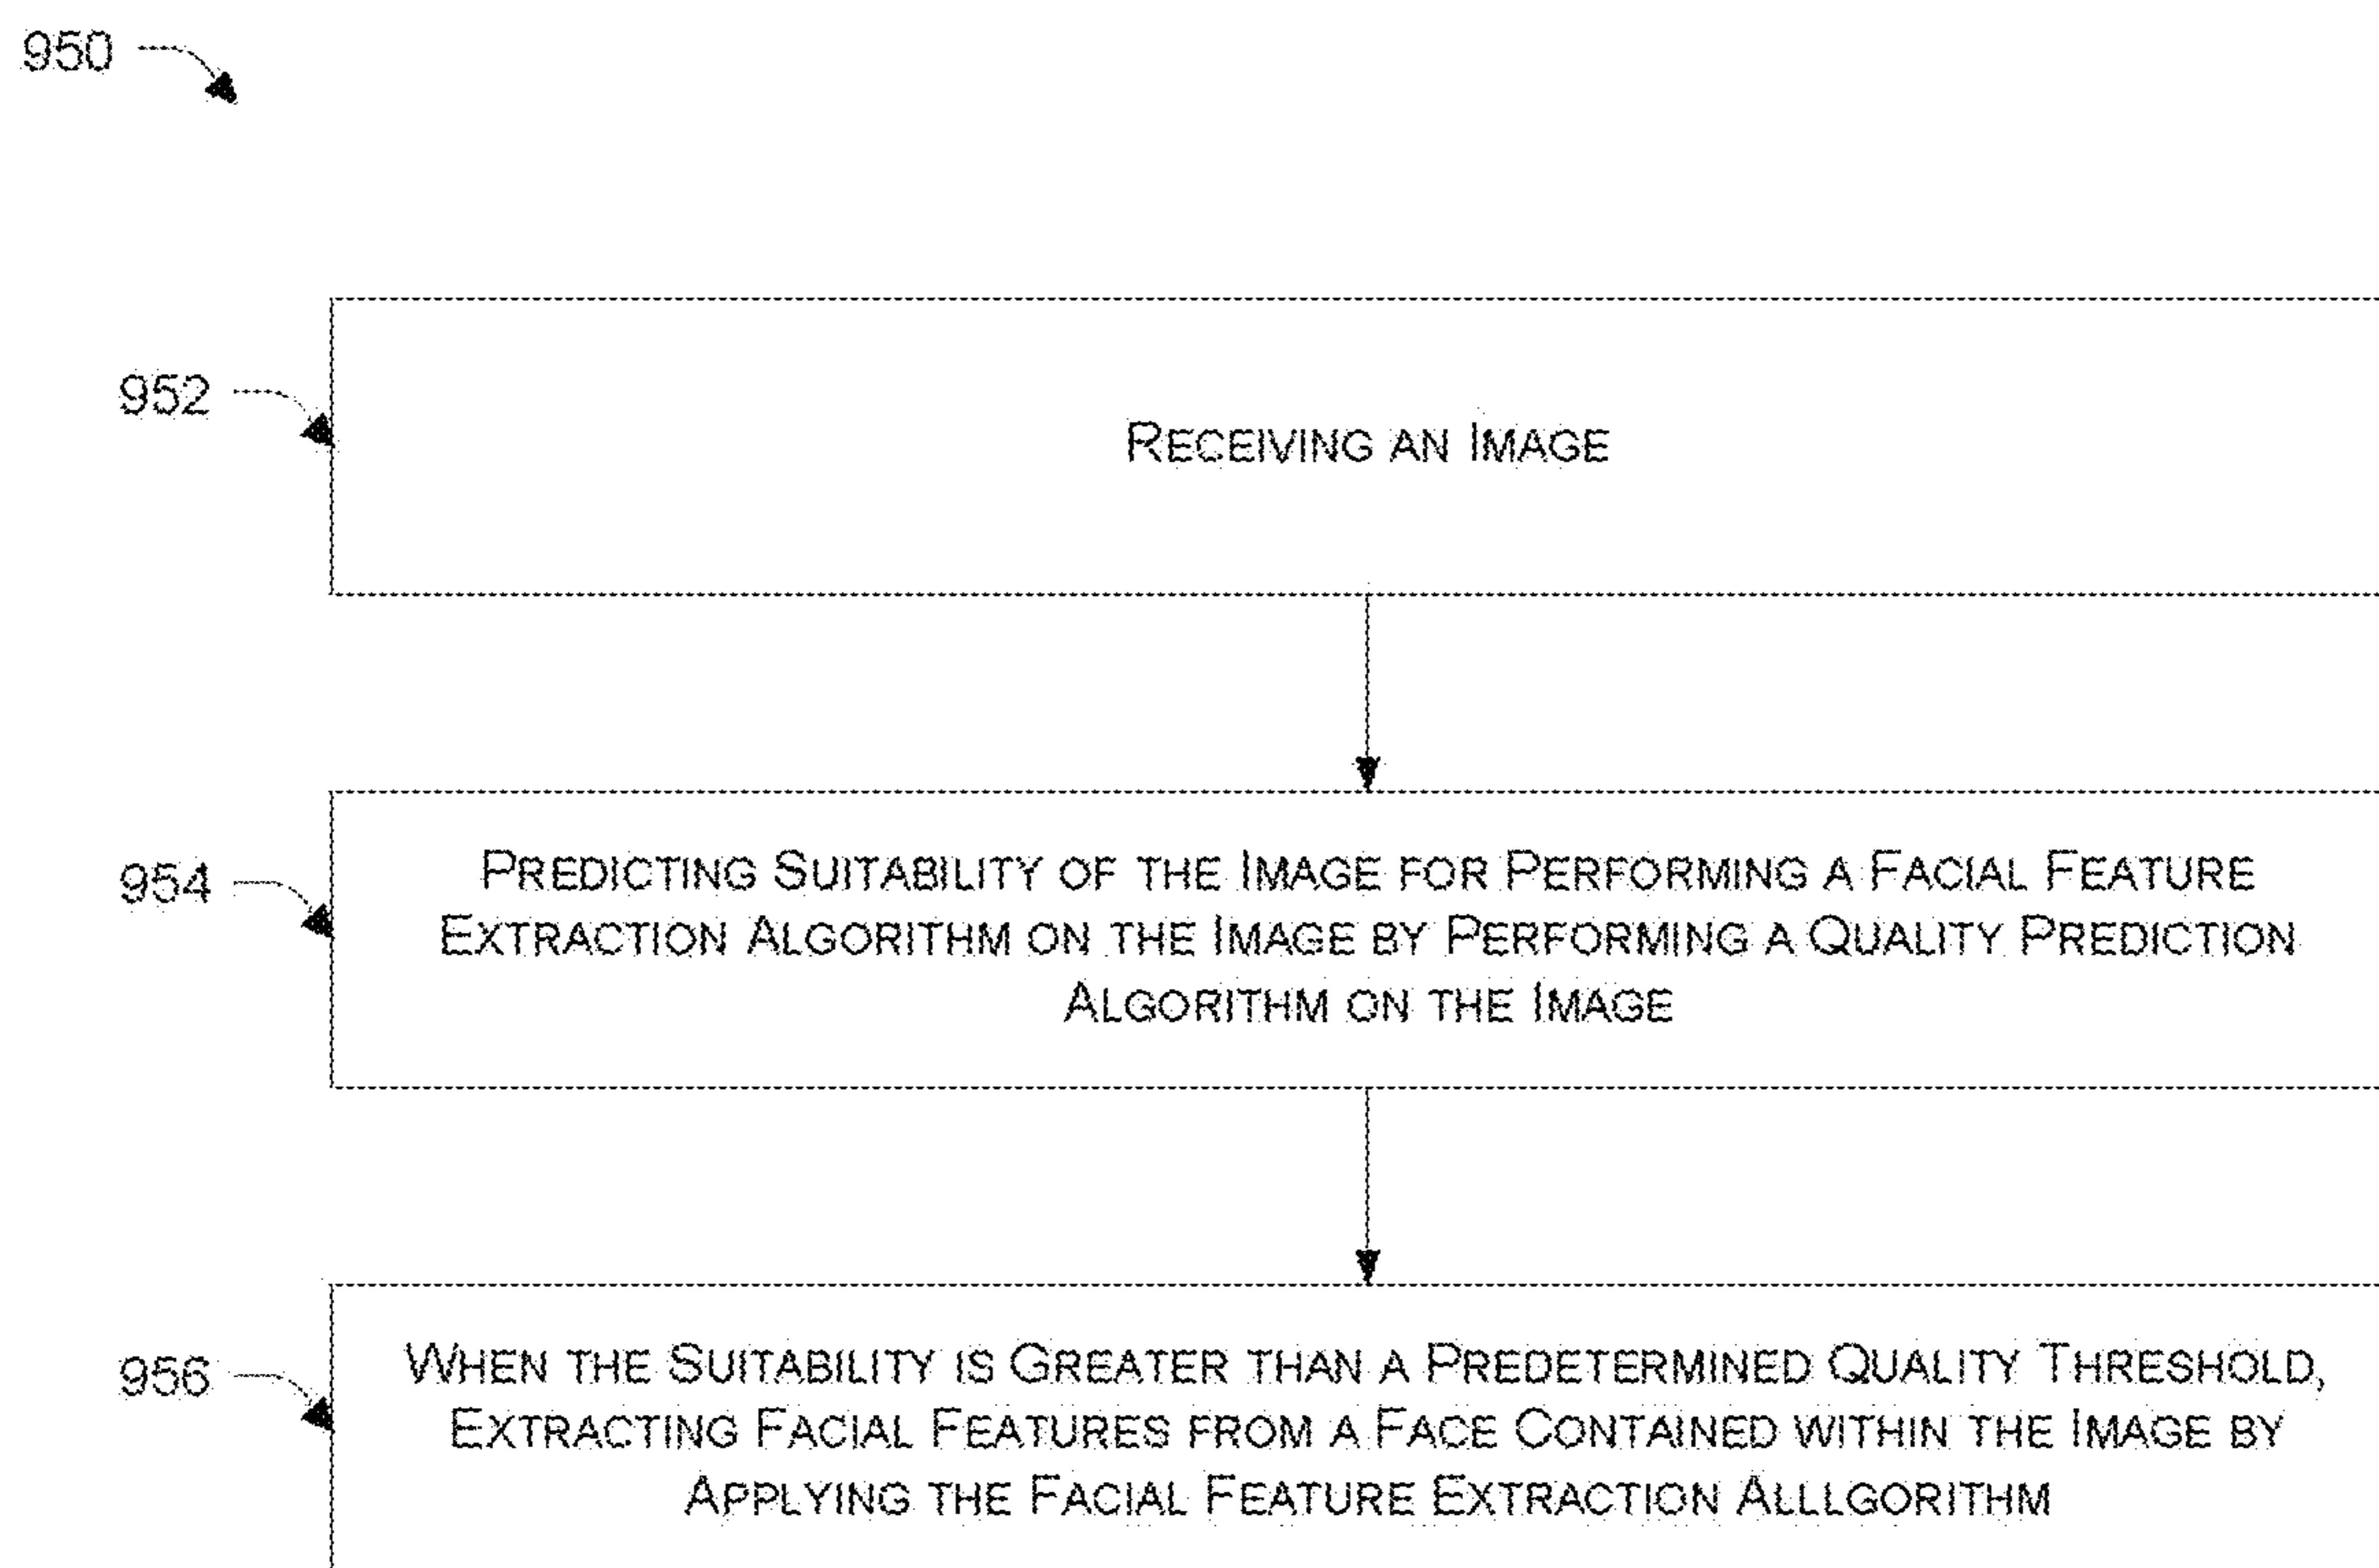 950
952
RECEIVING AN IMAGE
954
PREDICTING SUITABILITY OF THE IMAGE FOR PERFORMING A FACIAL FEATURE
EXTRACTION ALGORITHM ON THE IMAGE BY PERFORMING A QUALITY PREDICTION
ALGORITHM ON THE IMAGE
956
WHEN THE SUITABILITY IS GREATER THAN A PREDETERMINED QUALITY THRESHOLD,
EXTRACTING FACIAL FEATURES FROM A FACE CONTAINED WITHIN THE IMAGE BY
APPLYING THE FACIAL FEATURE EXTRACTION ALLLGORITHM